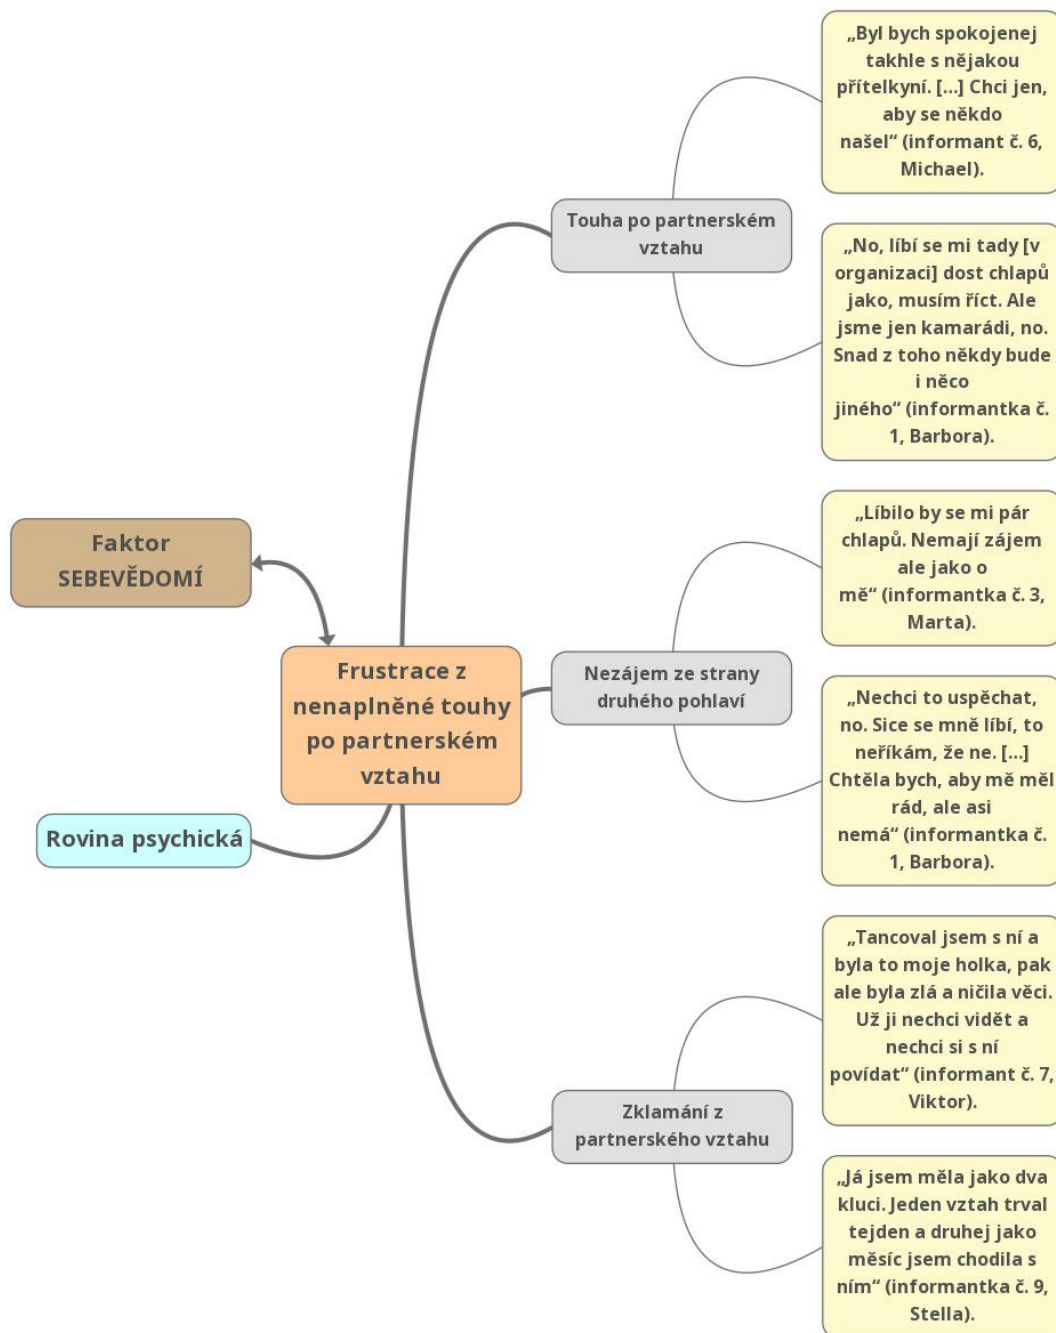 Faktor
SEBEVĚDOMÍ
Rovina psychická
Frustrace z
nenaplněné touhy
po partnerském
vztahu
Touha po partnerském
vztahu
„Byl bych spokojenej
takhle s nějakou
přítelkyní. [...] Chci jen,
aby se někdo
našel“ (informant č. 6,
Michael).
„No, líbí se mi tady [v
organizaci] dost chlapů
jako, musím říct. Ale
jsme jen kamarádi, no.
Snad z toho někdy bude
i něco
jiného“ (informantka č.
1, Barbora).
Nezájem ze strany
druhého pohlaví
„Líbilo by se mi pár
chlapů. Nemají zájem
ale jako o
mě“ (informantka č. 3,
Marta).
„Nechci to uspěchat,
no. Sice se mně líbí, to
neříkám, že ne. [...]
Chtěla bych, aby mě měl
rád, ale asi
nemá“ (informantka č.
1, Barbora).
Zklamání z
partnerského vztahu
„Tancoval jsem s ní a
byla to moje holka, pak
ale byla zlá a ničila věci.
Už ji nechci vidět a
nechci si s ní
povídat“ (informant č. 7,
Viktor).
„Já jsem měla jako dva
kluci. Jeden vztah trval
tejden a druhej jako
měsíc jsem chodila s
ním“ (informantka č. 9,
Stella).